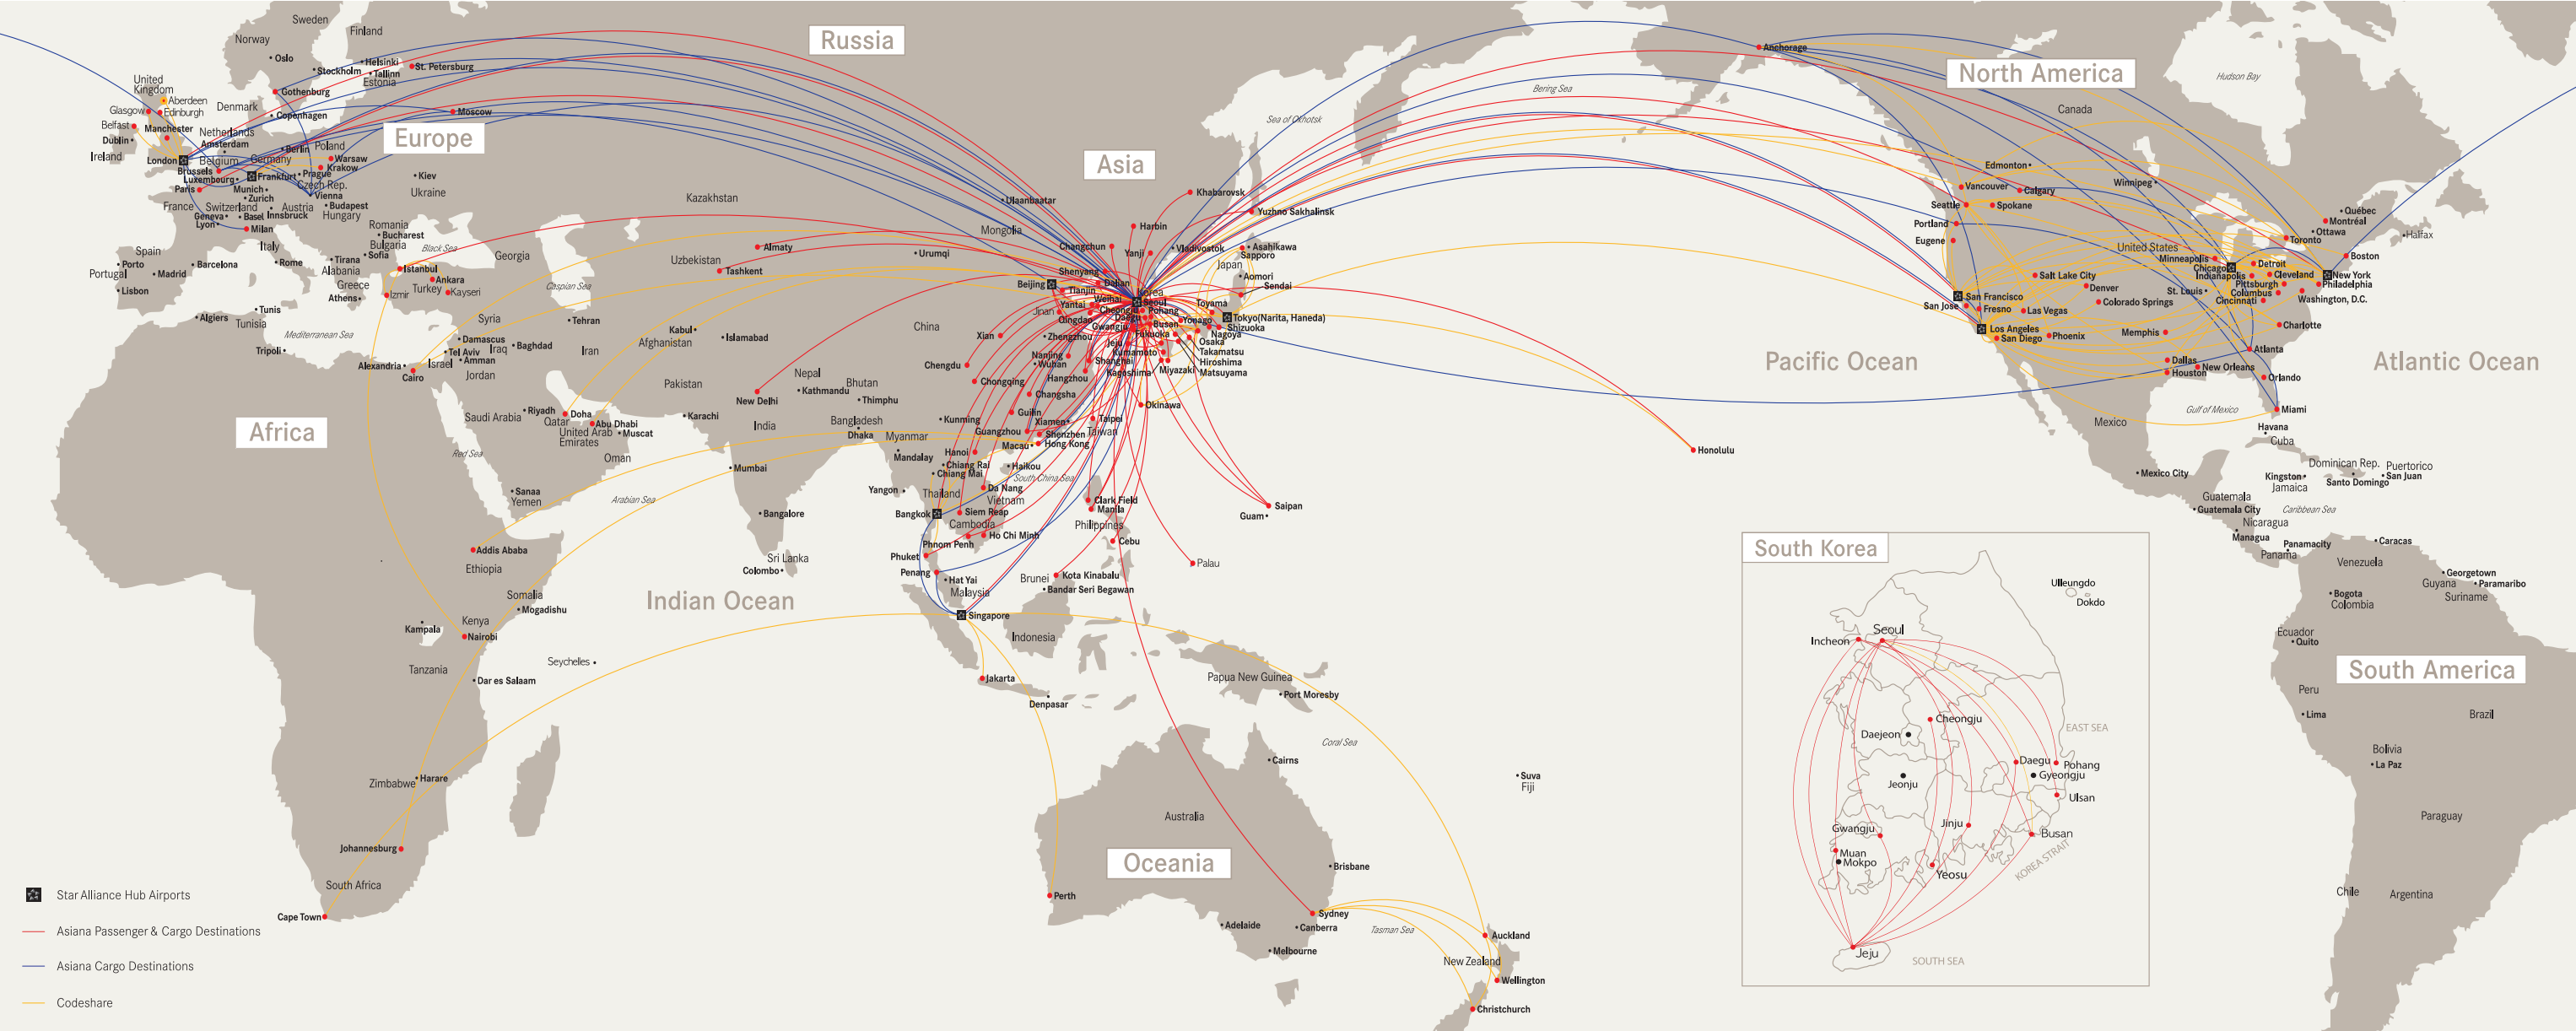 Sweden
Finland
Norway
Russia
Oslo
Helsinki
Stockholm
Tallinn
Estonia
St. Petersburg
United
Kingdom
Aberdeen
Glasgow
Edinburgh
Gothenburg
Denmark
Copenhagen
Moscow
Belfast
Manchester
Dublin
Ireland
Netherlands
Amsterdam
Europe
London
Belgium
Germany
Berlin
Poland
Warsaw
Krakow
Brussels
Luxembourg
Frankfurt
Prague
Czech Rep.
Paris
Munich
Vienna
Zurich
Kiev
Ukraine
France
Switzerland
Austria
Budapest
Hungary
Geneva
Basel
Innsbruck
Lyon
Milan
Romania
Bucharest
Bulgaria
Sofia
Black Sea
Italy
Rome
Tirana
Albania
Greece
Athens
Spain
Porto
Portugal
Madrid
Barcelona
Lisbon
Istanbul
Ankara
Turkey
Izmir
Kayseri
Georgia
Caspian Sea
Algiers
Tunis
Tunisia
Mediterranean Sea
Tripoli
Syria
Damascus
Tel Aviv
Iraq
Baghdad
Amman
Israel
Jordan
Alexandria
Cairo
Tehran
Iran
Kabul
Afghanistan
Islamabad
Pakistan
Karachi
Saudi Arabia
Riyadh
Qatar
Doha
Abu Dhabi
United Arab
Emirates
Muscat
Oman
Red Sea
Sanaa
Yemen
Arabian Sea
Africa
Addis Ababa
Ethiopia
Somalia
Mogadishu
Kenya
Kampala
Nairobi
Tanzania
Dar es Salaam
Seychelles
Indian Ocean
Zimbabwe
Harare
Johannesburg
South Africa
Cape Town
Asia
Kazakhstan
Ulaanbaatar
Mongolia
Almaty
Uzbekistan
Tashkent
Urumqi
China
Sea of Okhotsk
Bering Sea
Khabarovsk
Yuzhno Sakhalinsk
Harbin
Changchun
Yanji
Vladivostok
Asahikawa
Sapporo
Japan
Aomori
Sendai
Shenyang
Beijing
Tianjin
Dalian
Korea
Seoul
Yantai
Weihai
Jinan
Qingdao
Cheongju
Pohang
Daegu
Gwangju
Busan
Yonago
Toyama
Tokyo(Narita, Haneda)
Shizuoka
Nagoya
Osaka
Takamatsu
Hiroshima
Matsuyama
Fukuoka
Jeju
Kumamoto
Miyazaki
Kagoshima
Xian
Zhengzhou
Nanjing
Wuhan
Shanghai
Hangzhou
Chengdu
Chongqing
Changsha
Okinawa
Guilin
Xiamen
Taipei
Taiwan
Kunming
Guangzhou
Shenzhen
Macau
Hong Kong
New Delhi
Nepal
Kathmandu
Bhutan
Thimphu
India
Bangladesh
Dhaka
Myanmar
Mandalay
Mumbai
Hanoi
Chiang Rai
Chiang Mai
Haikou
South China Sea
Yangon
Thailand
Da Nang
Vietnam
Bangkok
Siem Reap
Cambodia
Ho Chi Minh
Phnom Penh
Clark Field
Manila
Philippines
Cebu
Bangalore
Sri Lanka
Colombo
Phuket
Penang
Hat Yai
Malaysia
Brunei
Kota Kinabalu
Bandar Seri Begawan
Singapore
Indonesia
Jakarta
Denpasar
Saipan
Guam
Palau
Honolulu
Papua New Guinea
Port Moresby
Coral Sea
Cairns
Suva
Fiji
Australia
Oceania
Brisbane
Perth
Sydney
Adelaide
Canberra
Melbourne
Tasman Sea
Auckland
New Zealand
Wellington
Christchurch
Pacific Ocean
Anchorage
North America
Hudson Bay
Canada
Edmonton
Vancouver
Calgary
Winnipeg
Seattle
Spokane
Portland
Eugene
Québec
Montréal
Ottawa
Halifax
Toronto
United States
Minneapolis
Chicago
Detroit
Boston
Indianapolis
Cleveland
New York
Salt Lake City
Denver
St. Louis
Pittsburgh
Philadelphia
Columbus
Cincinnati
Washington, D.C.
San Francisco
San Jose
Fresno
Las Vegas
Colorado Springs
Los Angeles
San Diego
Phoenix
Memphis
Charlotte
Atlanta
Dallas
Houston
New Orleans
Orlando
Miami
Atlantic Ocean
Gulf of Mexico
Mexico
Mexico City
Havana
Cuba
Kingston
Jamaica
Dominican Rep.
Santo Domingo
Puertorico
San Juan
Guatemala
Guatemala City
Caribbean Sea
Nicaragua
Managua
Panamacity
Panama
Caracas
Venezuela
Georgetown
Guyana
Paramaribo
Suriname
Bogota
Colombia
Ecuador
Quito
South America
Peru
Lima
Brazil
Bolivia
La Paz
Paraguay
Chile
Argentina
South Korea
Ulleungdo
Dokdo
Seoul
Incheon
Cheongju
EAST SEA
Daejeon
Daegu
Pohang
Gyeongju
Jeonju
Ulsan
Gwangju
Jinju
Busan
Muan
Mokpo
Yeosu
KOREA STRAIT
Jeju
SOUTH SEA
Star Alliance Hub Airports
Asiana Passenger & Cargo Destinations
Asiana Cargo Destinations
Codeshare